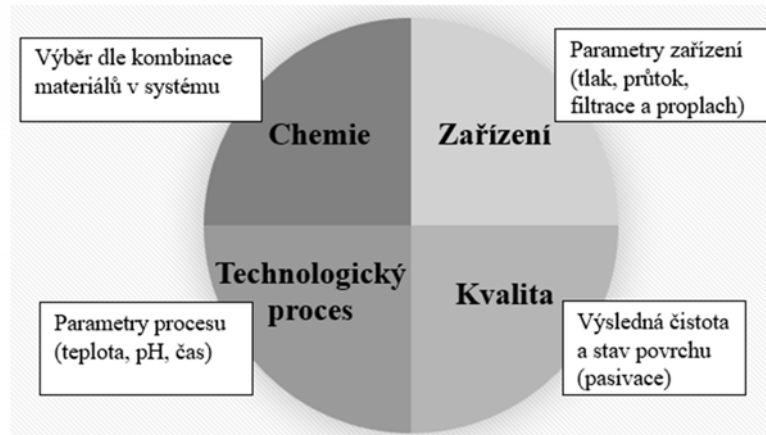 Výběr dle kombinace
materiálů v systému
Chemie
Parametry zařízení
(tlak, průtok,
filtrace a proplach)
Zařízení
Technologický
proces
Parametry procesu
(teplota, pH, čas)
Kvalita
Výsledná čistota
a stav povrchu
(pasivace)